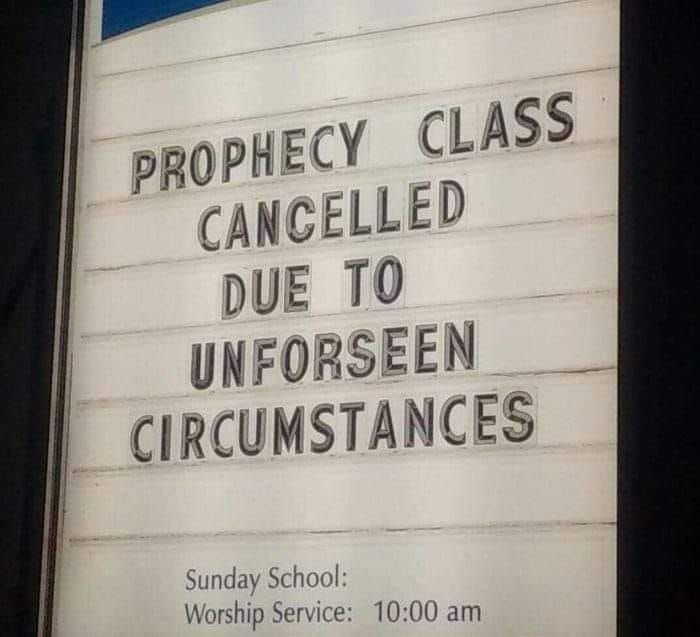 PROPHECY CLASS
CANCELLED
DUE TO
UNFORSEEN
CIRCUMSTANCES
Sunday School:
Worship Service: 10:00 am